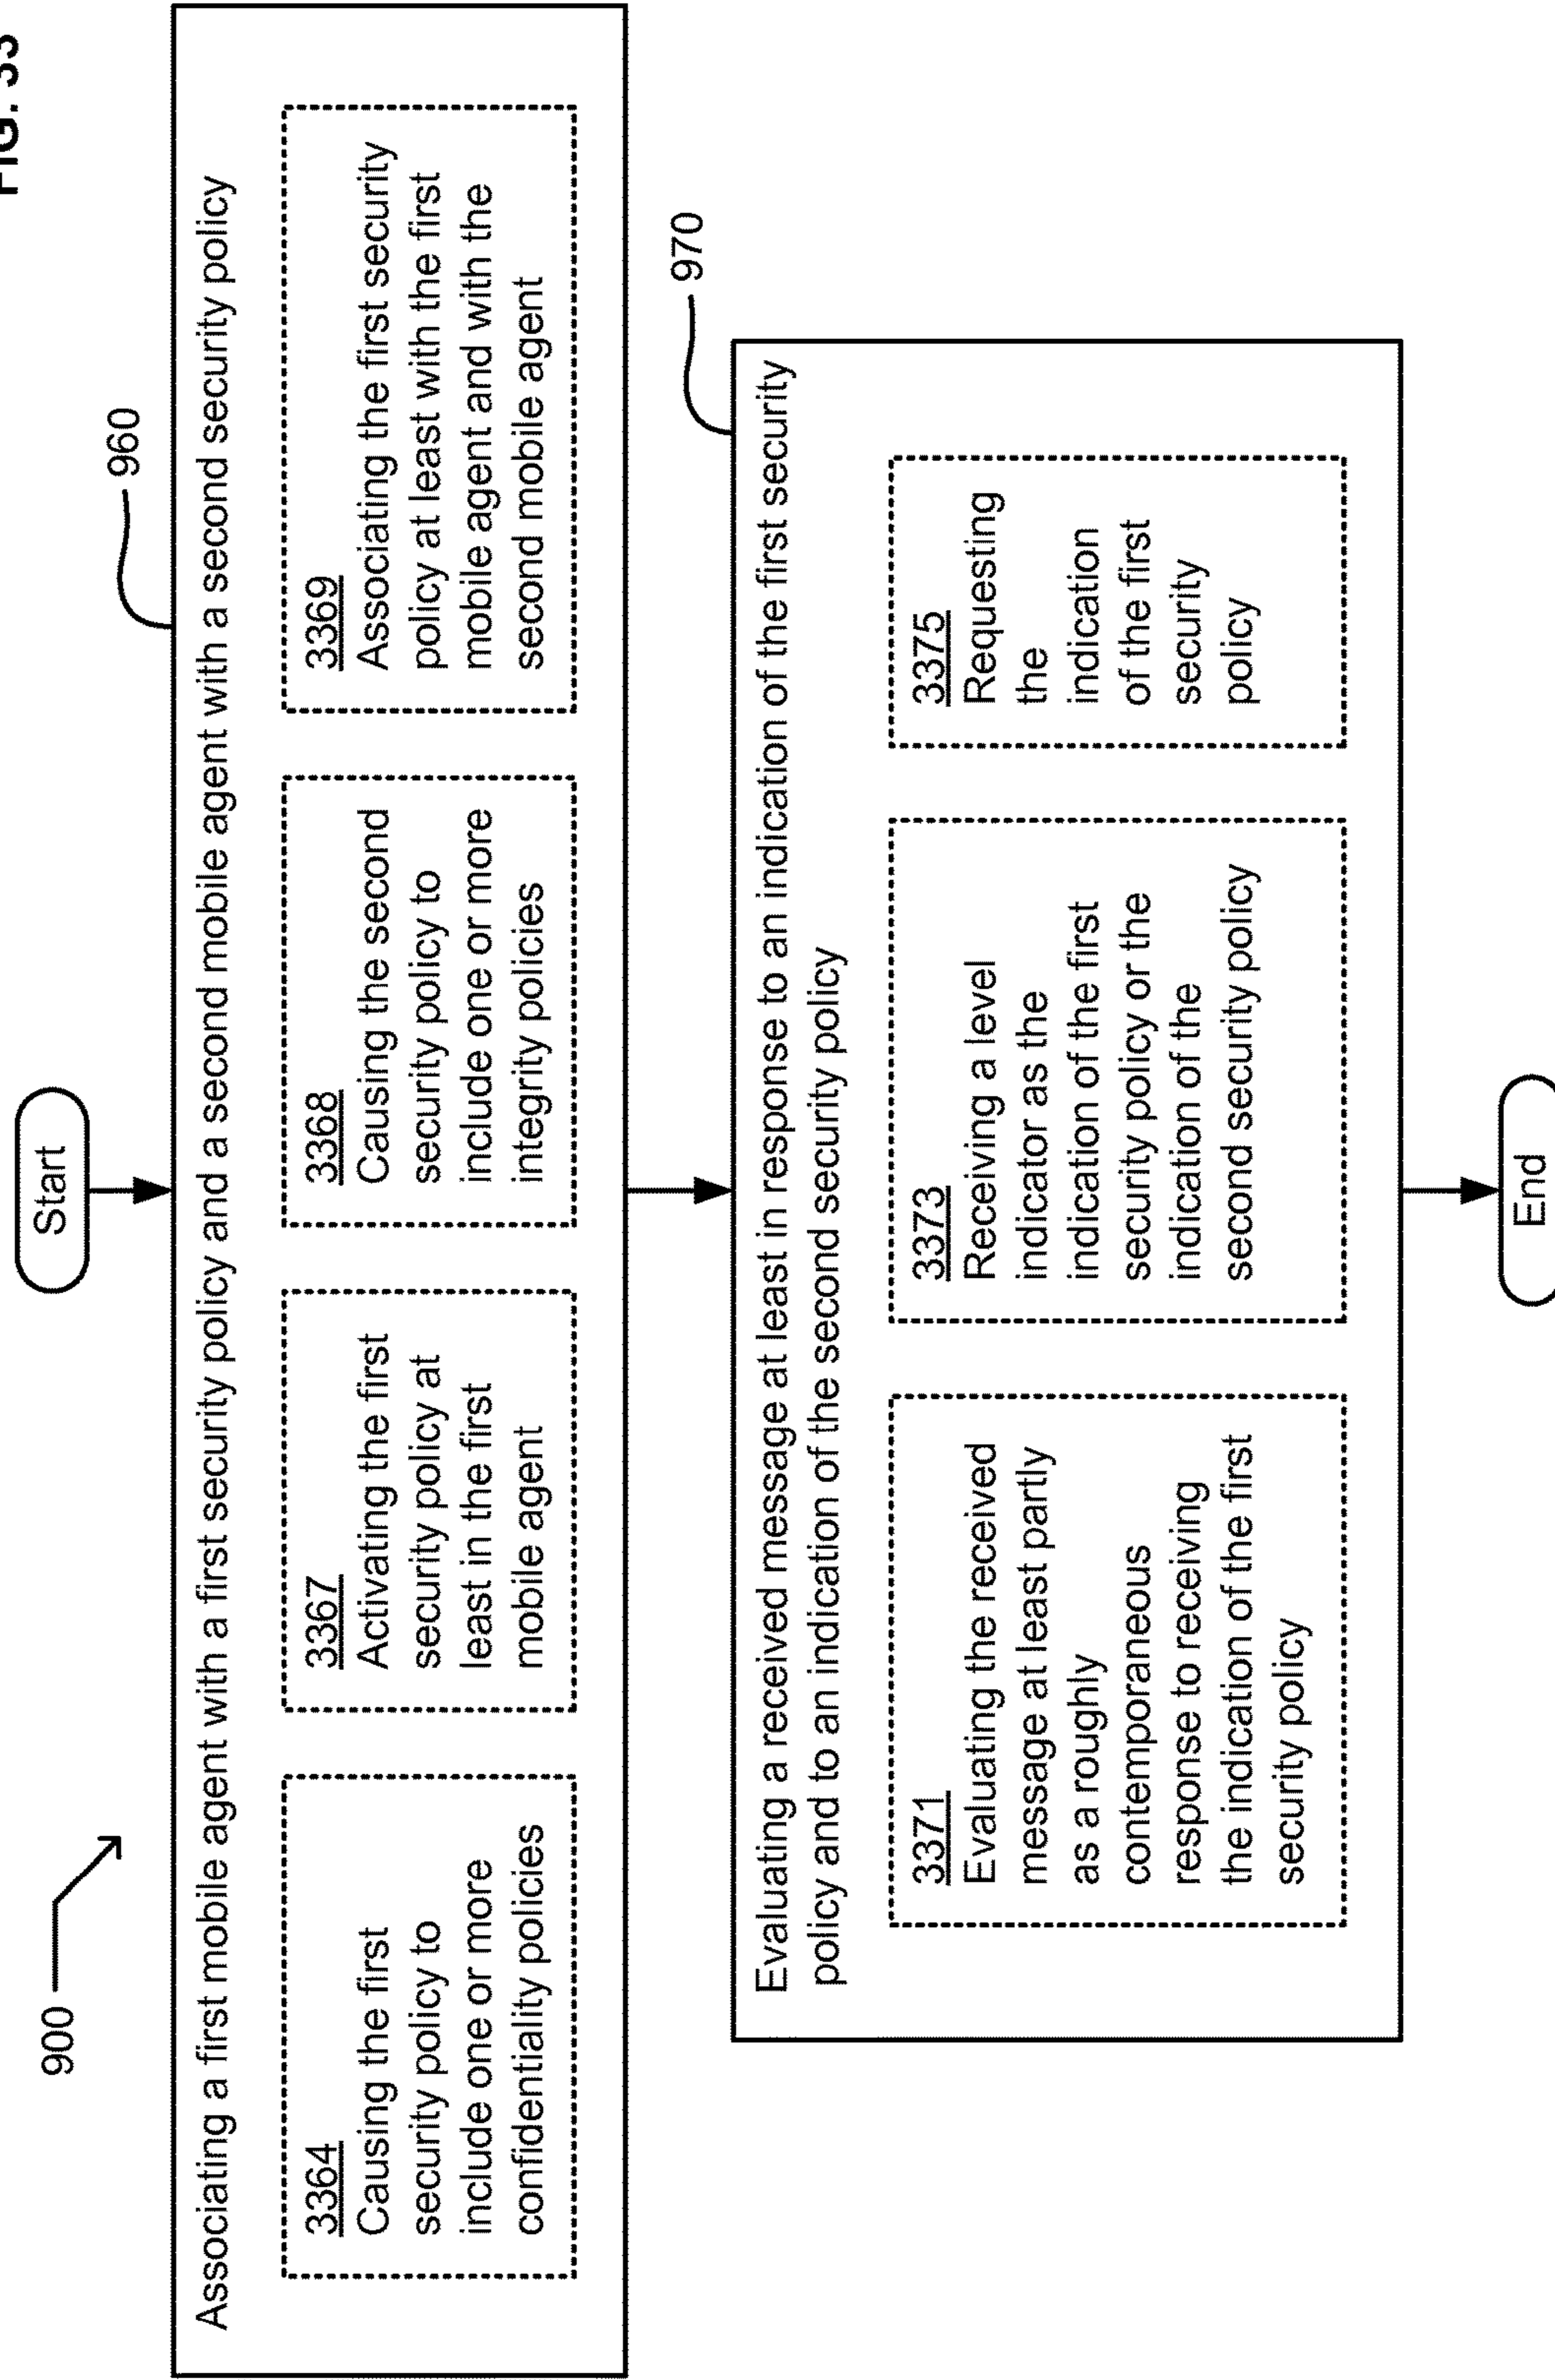 FIG. 33
900
Start
960
Associating a first mobile agent with a first security policy and a second mobile agent with a second security policy
3364
Causing the first
security policy to
include one or more
confidentiality policies
3367
Activating the first
security policy at
least in the first
mobile agent
3368
Causing the second
security policy to
include one or more
integrity policies
3369
Associating the first security
policy at least with the first
mobile agent and with the
second mobile agent
970
Evaluating a received message at least in response to an indication of the first security
policy and to an indication of the second security policy
3371
Evaluating the received
message at least partly
as a roughly
contemporaneous
response to receiving
the indication of the first
security policy
3373
Receiving a level
indicator as the
indication of the first
security policy or the
indication of the
second security policy
3375
Requesting
the
indication
of the first
security
policy
End